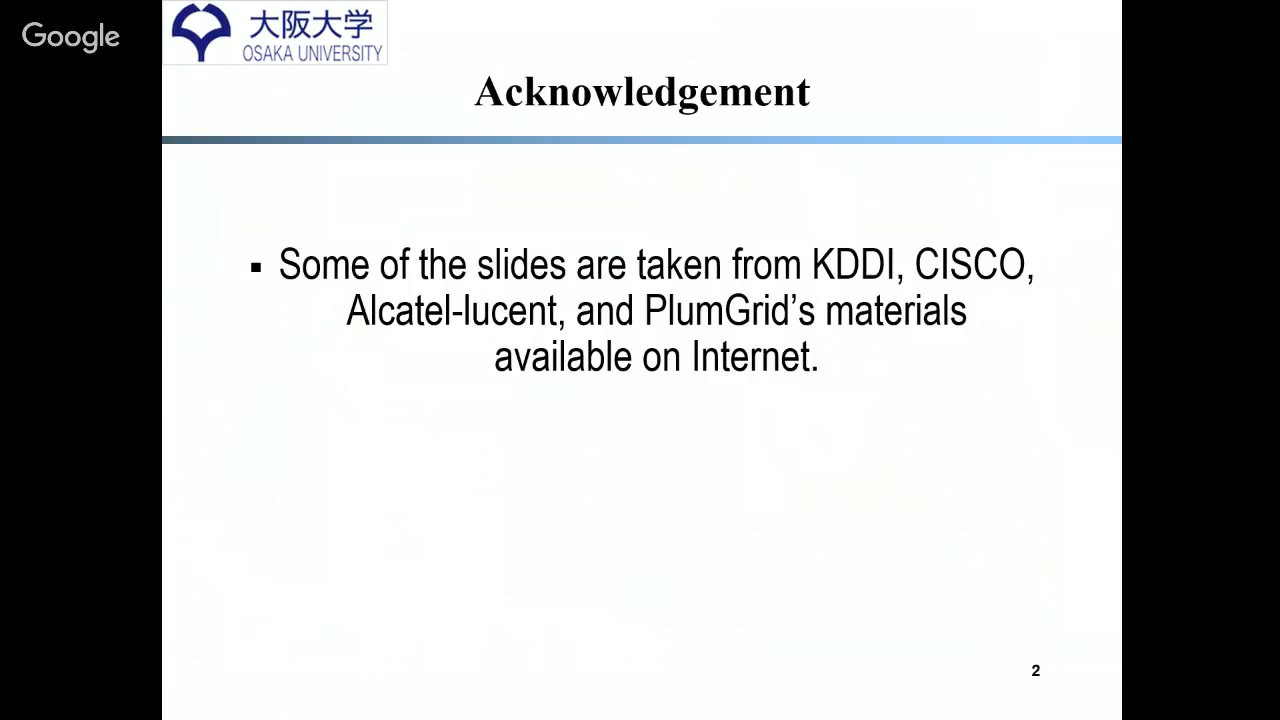 Google
大阪大学
OSAKA UNIVERSITY
Acknowledgement
▪ Some of the slides are taken from KDDI, CISCO,
Alcatel-lucent, and PlumGrid’s materials
available on Internet.
2